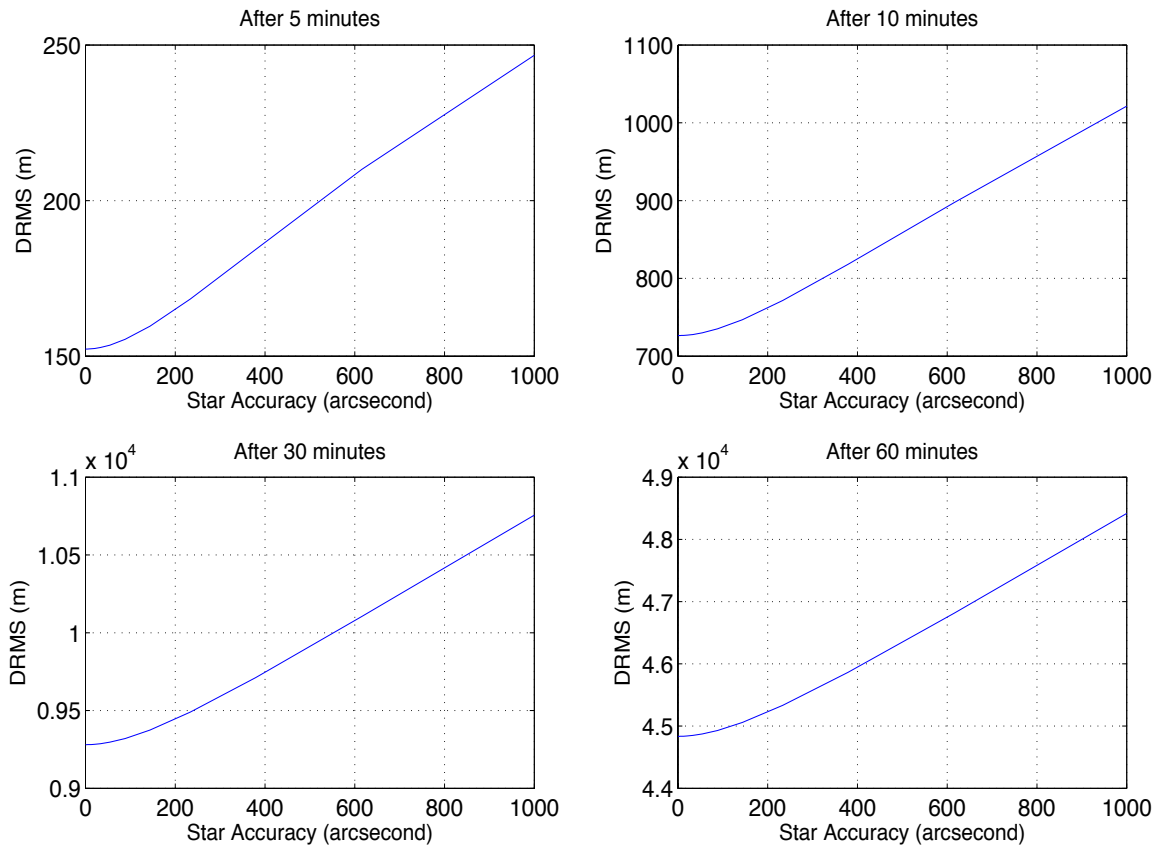 After 5 minutes
250
200
150
DRMS (m)
0 200 400 600 800 1000
Star Accuracy (arcsecond)
After 10 minutes
1100
1000
900
800
700
DRMS (m)
0 200 400 600 800 1000
Star Accuracy (arcsecond)
After 30 minutes
x 10^4
1.1
1.05
1
0.95
0.9
DRMS (m)
0 200 400 600 800 1000
Star Accuracy (arcsecond)
After 60 minutes
x 10^4
4.9
4.8
4.7
4.6
4.5
4.4
DRMS (m)
0 200 400 600 800 1000
Star Accuracy (arcsecond)